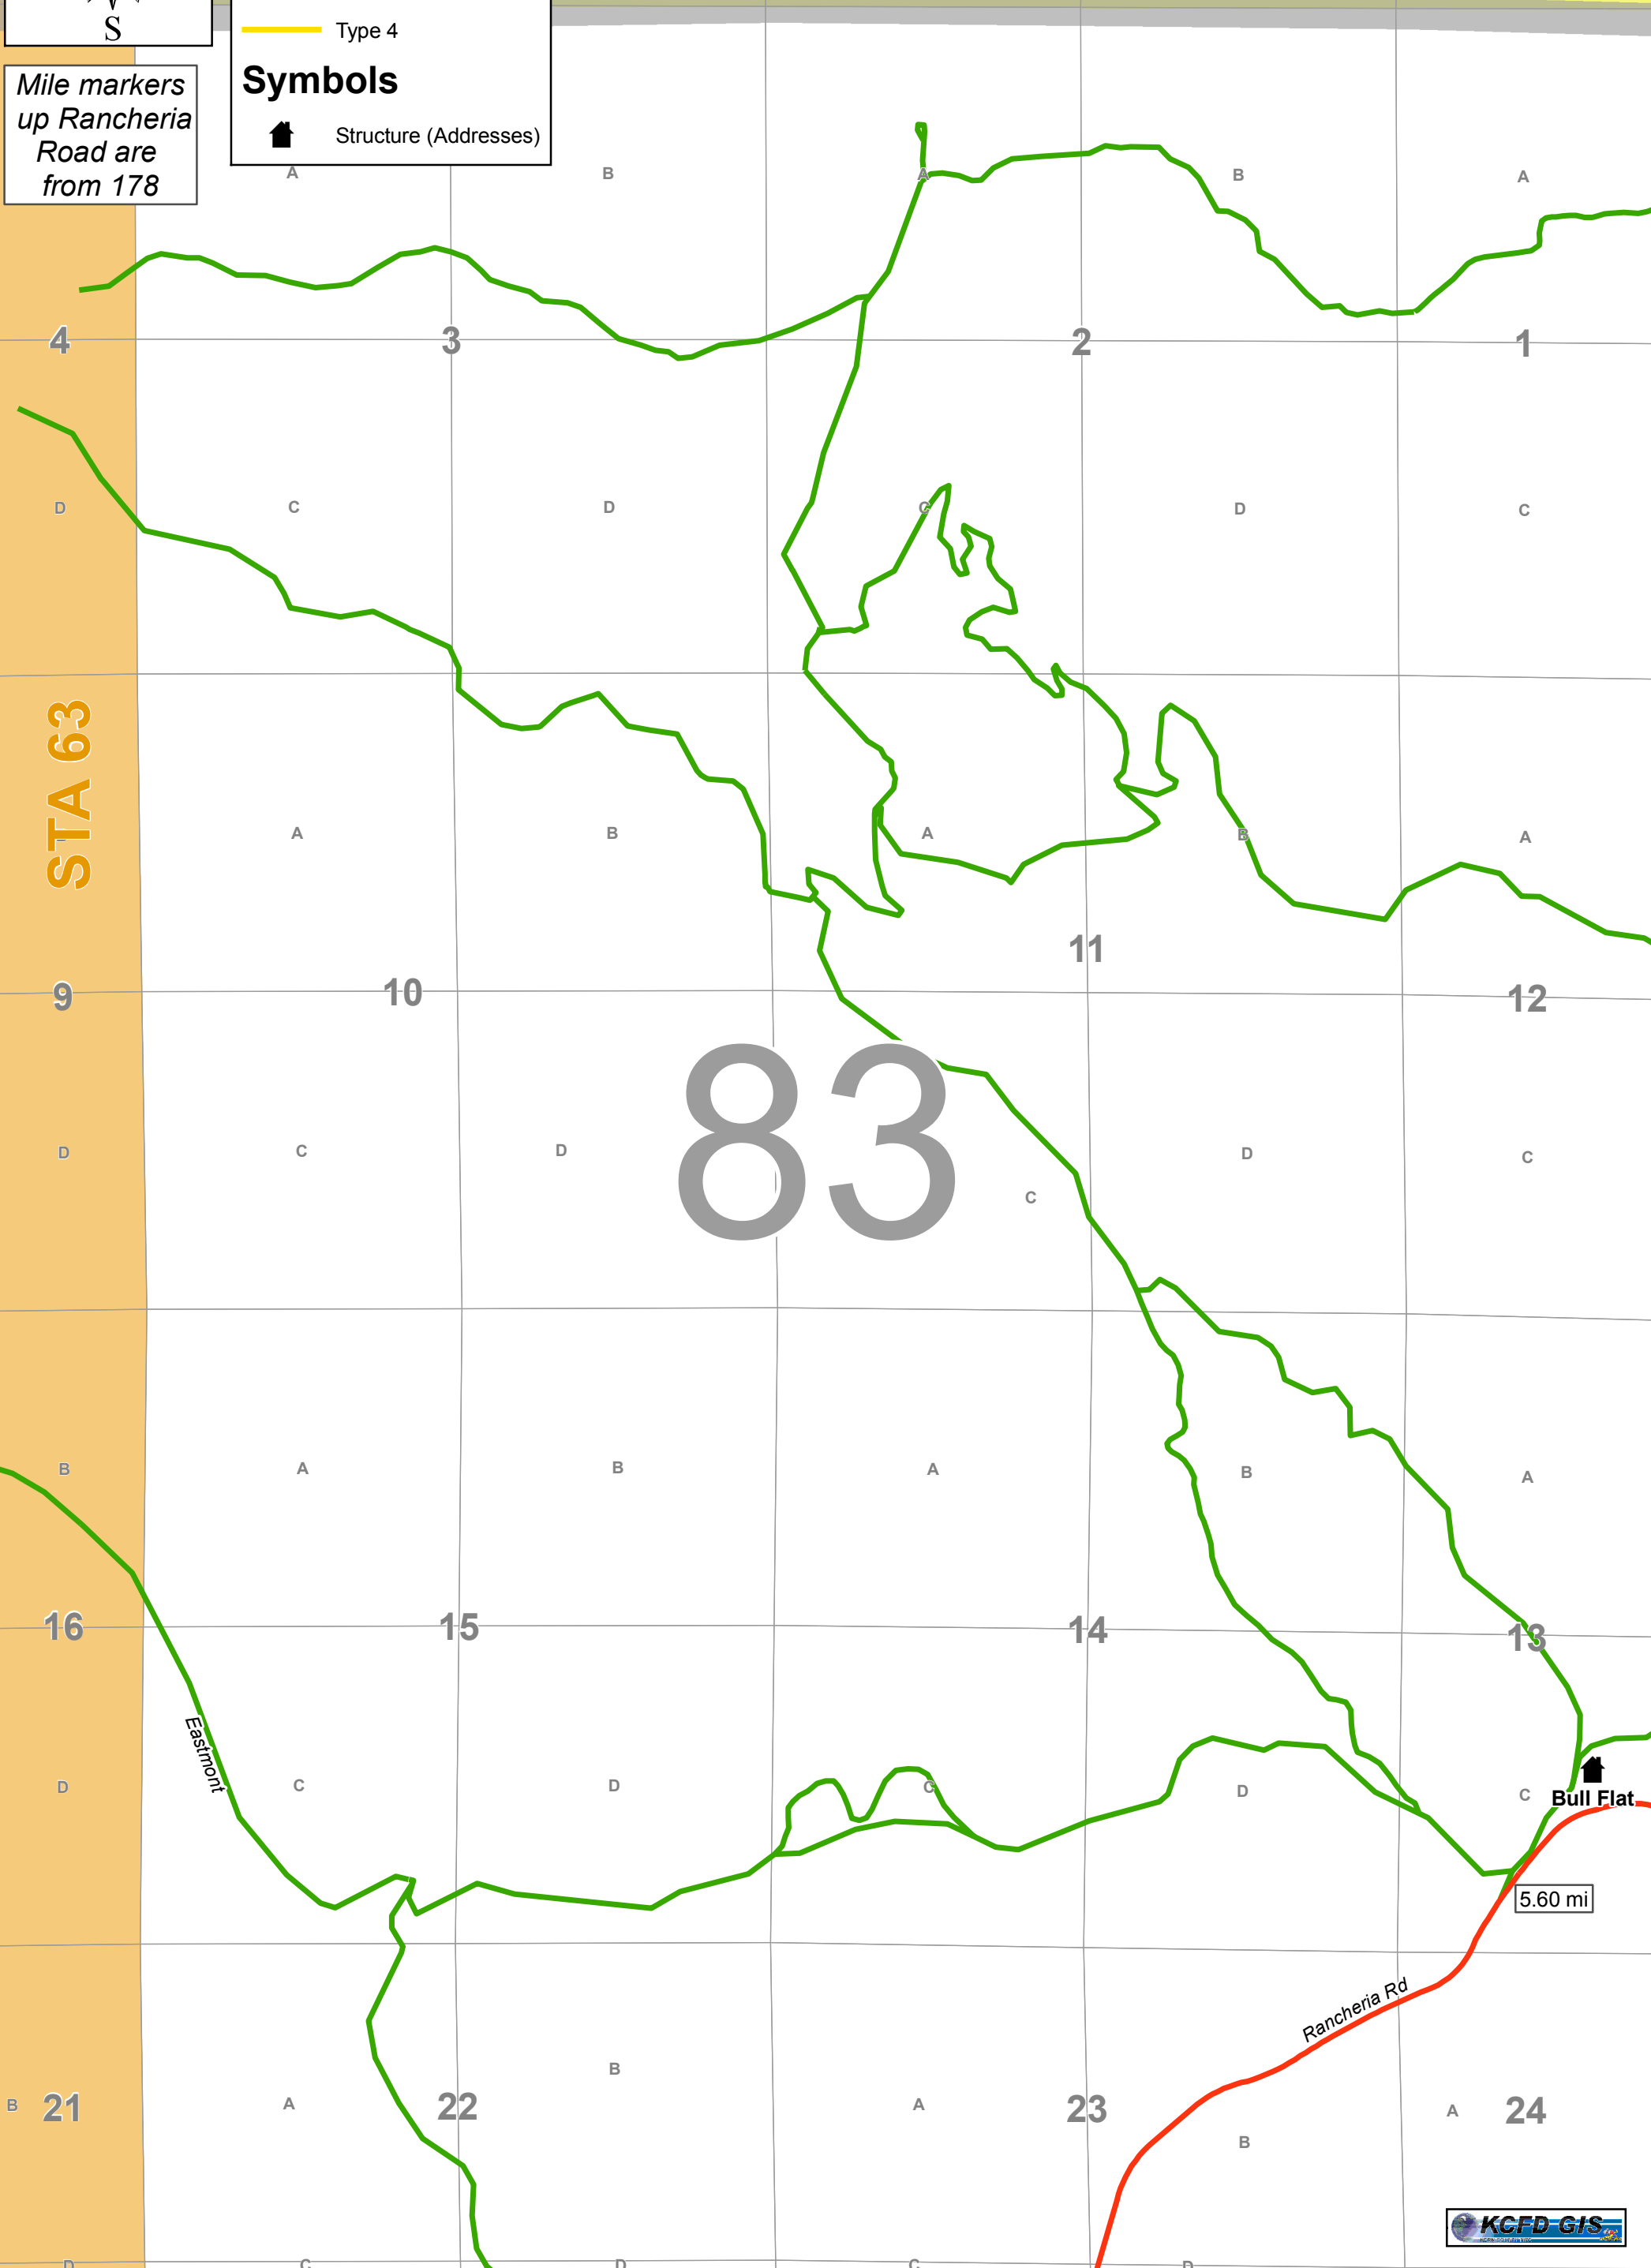 S
Type 4
Symbols
Structure (Addresses)
Mile markers
up Rancheria
Road are
from 178
A
B
A
B
A
4
3
2
1
D
C
D
C
D
C
STA 63
A
B
A
B
A
9
10
11
12
83
D
C
D
C
D
C
B
A
B
A
B
A
16
15
14
13
Eastmont
D
C
D
C
D
C
Bull Flat
5.60 mi
Rancheria Rd
B
21
A
22
B
A
23
B
A
24
KCFD GIS
D
C
D
C
D